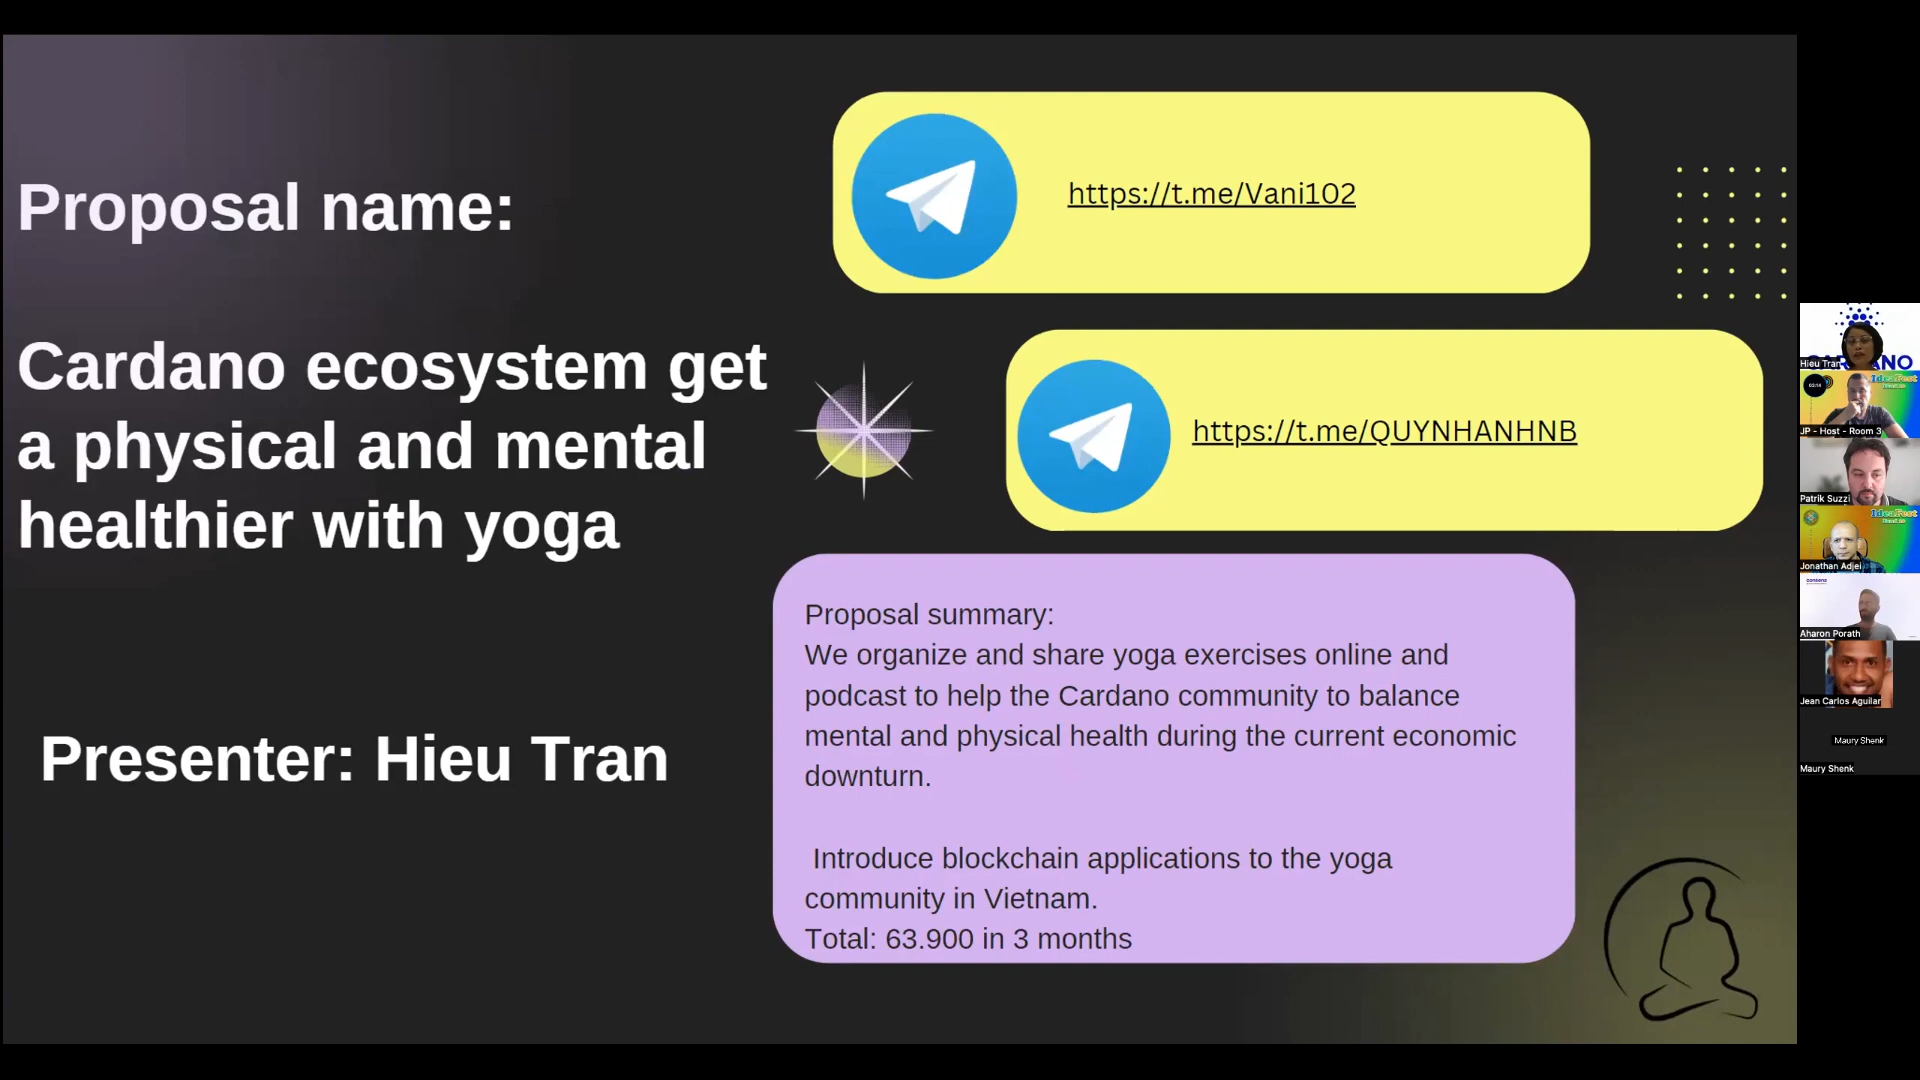 Proposal name:
Cardano ecosystem get
a physical and mental
healthier with yoga
Presenter: Hieu Tran
https://t.me/Vani102
https://t.me/QUYNHANHNB
Proposal summary:
We organize and share yoga exercises online and
podcast to help the Cardano community to balance
mental and physical health during the current economic
downturn.
Introduce blockchain applications to the yoga
community in Vietnam.
Total: 63.900 in 3 months
Hieu Tran
JP - Host - Room 3
IdeaFest
Patrik Suzzi
IdeaFest
Jonathan Adjei
Aharon Porath
Jean Carlos Aguilar
Maury Shenk
Maury Shenk